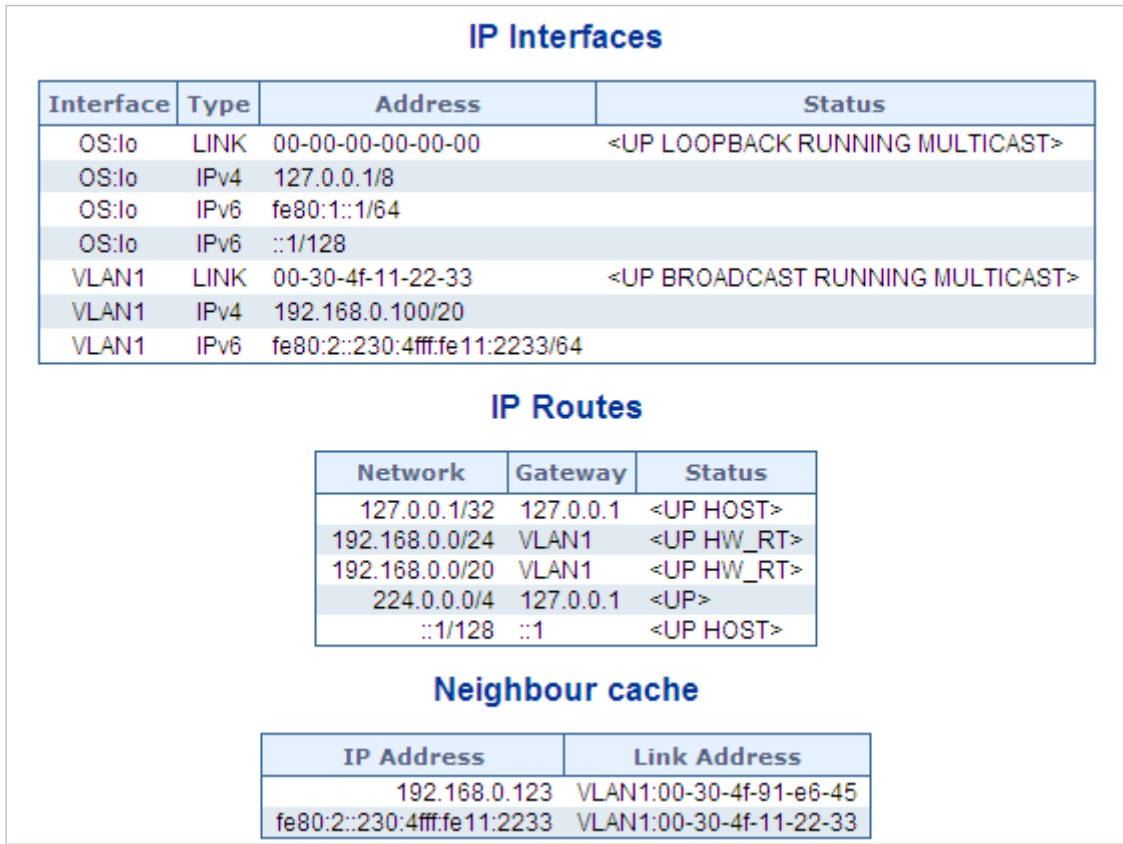 IP Interfaces
Interface Type Address Status
OS:lo LINK 00-00-00-00-00-00 <UP LOOPBACK RUNNING MULTICAST>
OS:lo IPv4 127.0.0.1/8
OS:lo IPv6 fe80:1::1/64
OS:lo IPv6 ::1/128
VLAN1 LINK 00-30-4f-11-22-33 <UP BROADCAST RUNNING MULTICAST>
VLAN1 IPv4 192.168.0.100/20
VLAN1 IPv6 fe80:2::230:4fff:fe11:2233/64
IP Routes
Network Gateway Status
127.0.0.1/32 127.0.0.1 <UP HOST>
192.168.0.0/24 VLAN1 <UP HW_RT>
192.168.0.0/20 VLAN1 <UP HW_RT>
224.0.0.0/4 127.0.0.1 <UP>
::1/128 ::1 <UP HOST>
Neighbour cache
IP Address Link Address
192.168.0.123 VLAN1:00-30-4f-91-e6-45
fe80:2::230:4fff:fe11:2233 VLAN1:00-30-4f-11-22-33